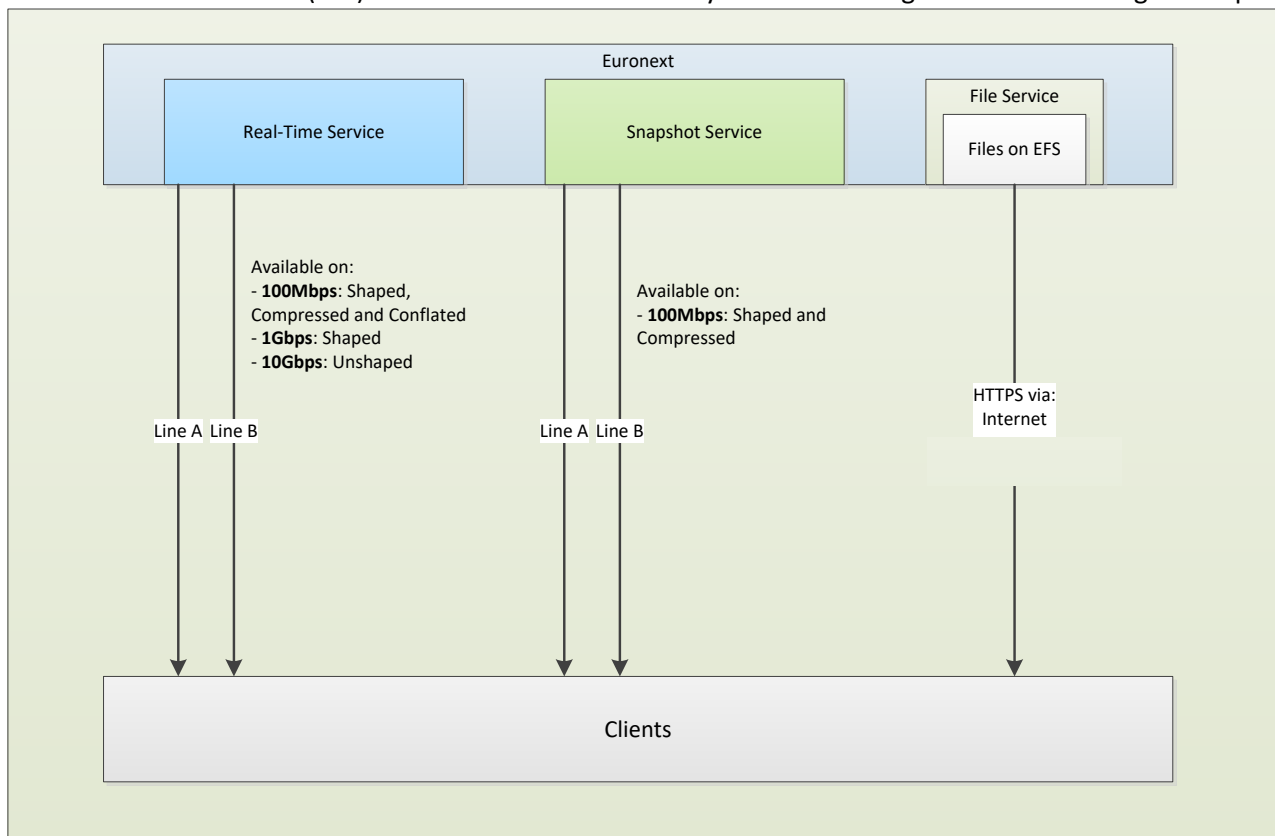 Euronext
Real-Time Service
Snapshot Service
File Service
Files on EFS
Available on:
- 100Mbps: Shaped,
Compressed and Conflated
- 1Gbps: Shaped
- 10Gbps: Unshaped
Available on:
- 100Mbps: Shaped and
Compressed
HTTPS via:
Internet
Line A
Line B
Line A
Line B
Clients